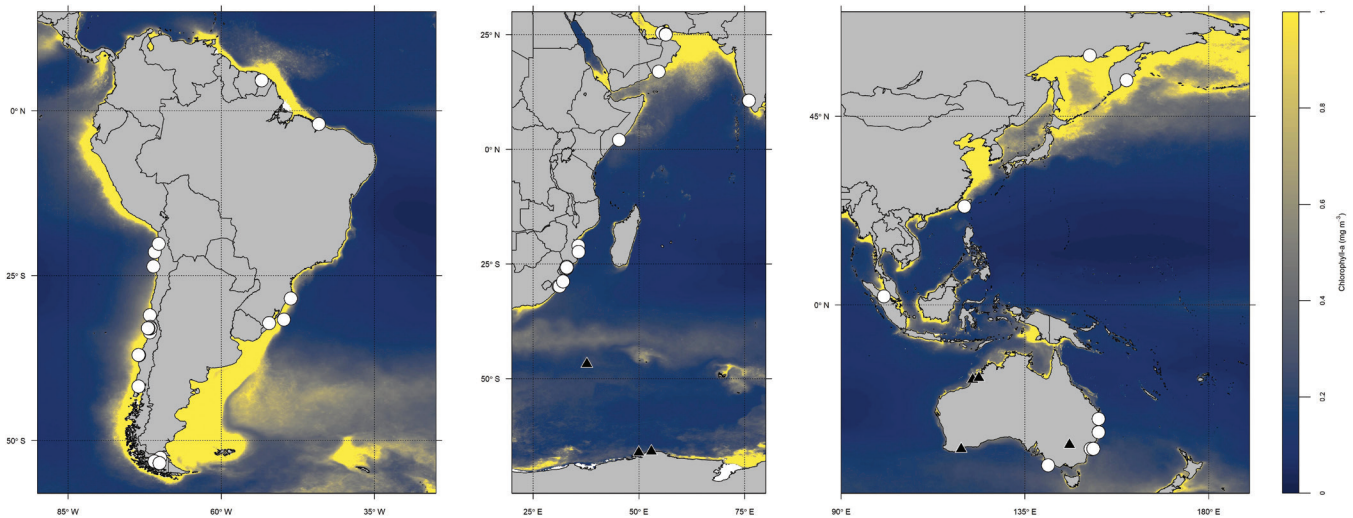 0° N
25° S
50° S
85° W
60° W
35° W
25° N
0° N
25° S
50° S
25° E
50° E
75° E
45° N
0° N
45° S
90° E
135° E
180° E
0
0.2
0.4
0.6
0.8
1
Chlorophyll-a (mg m⁻³)